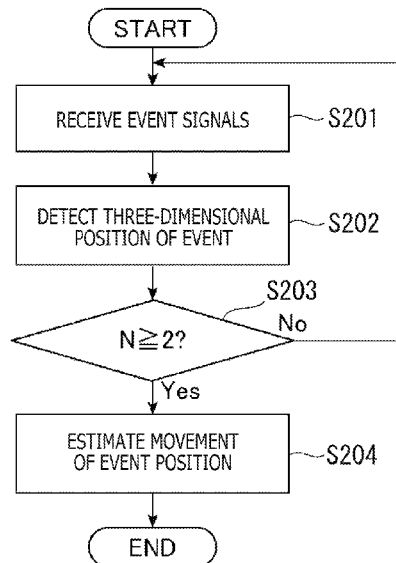 START
RECEIVE EVENT SIGNALS
S201
DETECT THREE-DIMENSIONAL
POSITION OF EVENT
S202
S203
N≧2?
No
Yes
ESTIMATE MOVEMENT
OF EVENT POSITION
S204
END